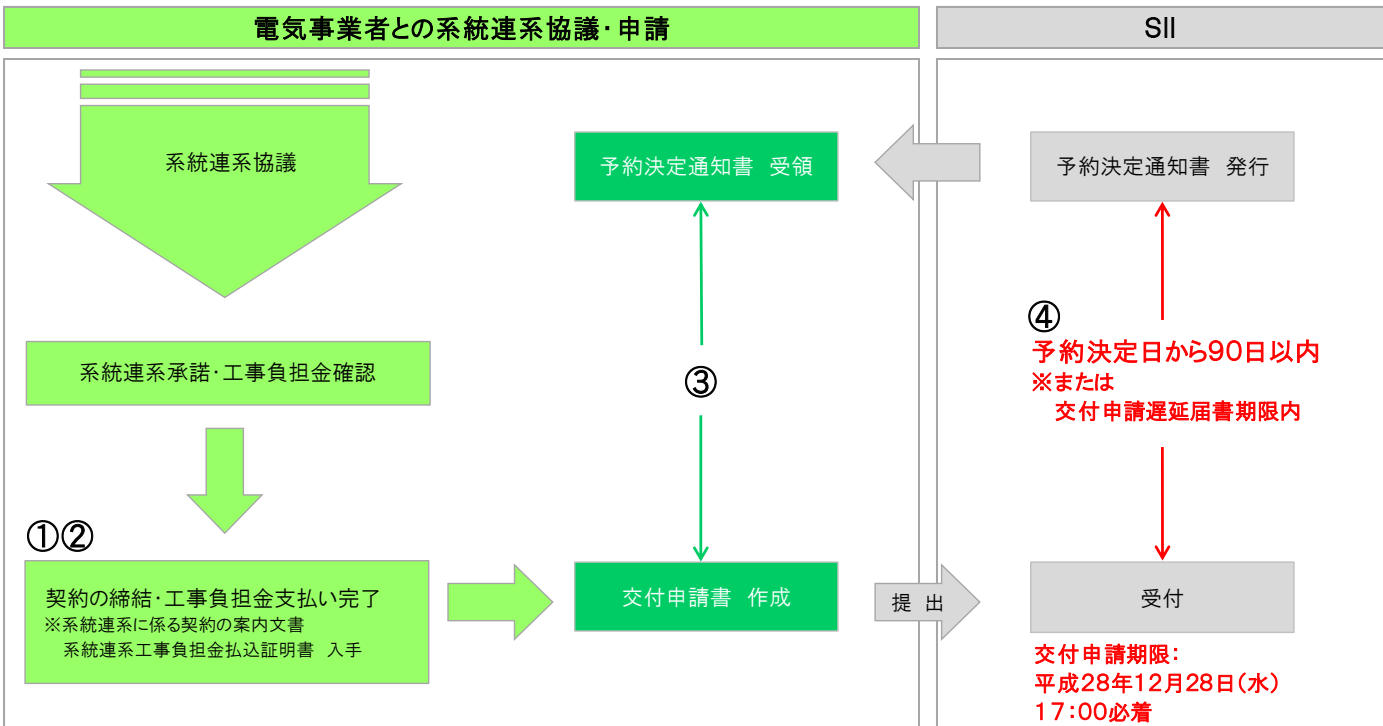 電気事業者との系統連系協議・申請
SII
系統連系協議
予約決定通知書　受領
予約決定通知書　発行
系統連系承諾・工事負担金確認
③
④
予約決定日から90日以内
※または
交付申請遅延届書期限内
①②
契約の締結・工事負担金支払い完了
※系統連系に係る契約の案内文書
系統連系工事負担金払込証明書　入手
交付申請書　作成
提 出
受付
交付申請期限：
平成28年12月28日(水)
17：00必着